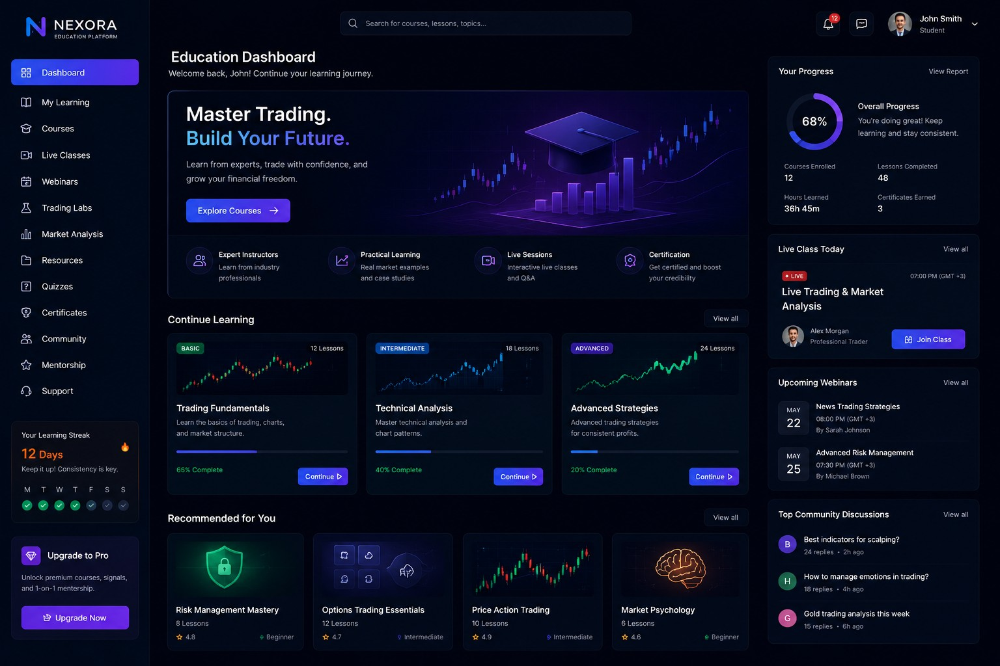 NEXORA
EDUCATION PLATFORM
Dashboard
My Learning
Courses
Live Classes
Webinars
Trading Labs
Market Analysis
Resources
Quizzes
Certificates
Community
Mentorship
Support
Your Learning Streak
12 Days
Keep it up! Consistency is key.
M T W T F S S
Upgrade to Pro
Unlock premium courses, signals,
and 1-on-1 mentership.
Upgrade Now
Search for courses, lessons, topics...
12
John Smith
Student
Education Dashboard
Welcome back, John! Continue your learning journey.
Master Trading.
Build Your Future.
Learn from experts, trade with confidence, and
grow your financial freedom.
Explore Courses
Expert Instructors
Learn from industry
professionals
Practical Learning
Real market examples
and case studies
Live Sessions
Interactive live classes
and Q&A
Certification
Get certified and boost
your credibility
Continue Learning
View all
BASIC
12 Lessons
Trading Fundamentals
Learn the basics of trading, charts,
and market structure.
65% Complete
Continue
INTERMEDIATE
18 Lessons
Technical Analysis
Master technical analysis and
chart patterns.
40% Complete
Continue
ADVANCED
24 Lessons
Advanced Strategies
Advanced trading strategies
for consistent profits.
20% Complete
Continue
Recommended for You
View all
Risk Management Mastery
8 Lessons
4.8 Beginner
Options Trading Essentials
12 Lessons
4.7 Intermediate
Price Action Trading
10 Lessons
4.9 Intermediate
Market Psychology
6 Lessons
4.6 Beginner
Your Progress
View Report
68%
Overall Progress
You're doing great! Keep
learning and stay consistent.
Courses Enrolled
12
Lessons Completed
48
Hours Learned
36h 45m
Certificates Earned
3
Live Class Today
View all
LIVE
07:00 PM (GMT +3)
Live Trading & Market
Analysis
Alex Morgan
Professional Trader
Join Class
Upcoming Webinars
View all
MAY
22
News Trading Strategies
08:00 PM (GMT +3)
By Sarah Johnson
MAY
25
Advanced Risk Management
07:30 PM (GMT +3)
By Michael Brown
Top Community Discussions
View all
B
Best indicators for scalping?
24 replies • 2h ago
H
How to manage emotions in trading?
18 replies • 4h ago
G
Gold trading analysis this week
15 replies • 6h ago